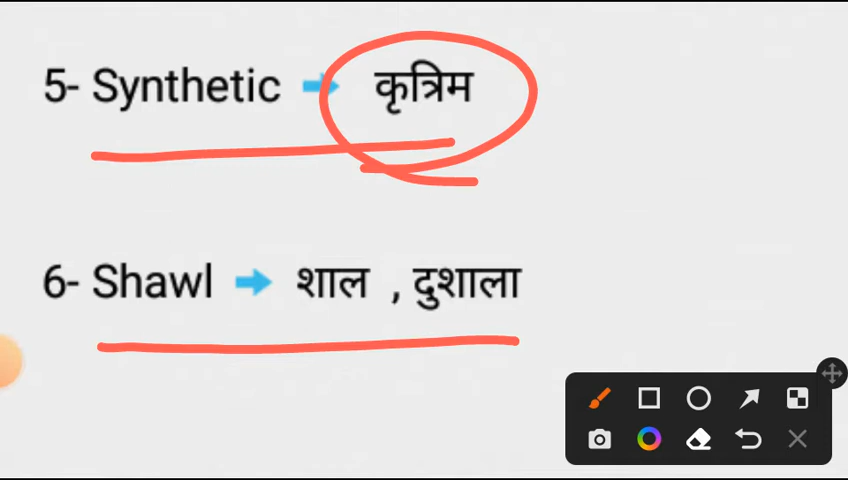 5- Synthetic ➡ कृत्रिम
6- Shawl ➡ शाल , दुशाला